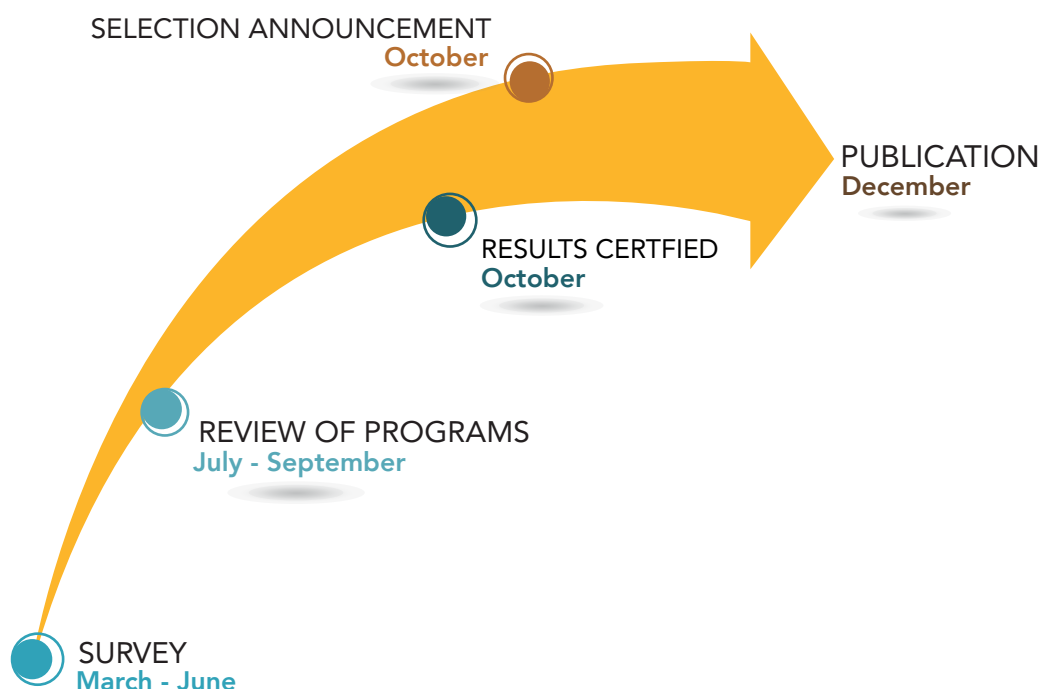 SELECTION ANNOUNCEMENT
October
PUBLICATION
December
RESULTS CERTFIED
October
REVIEW OF PROGRAMS
July - September
SURVEY
March - June